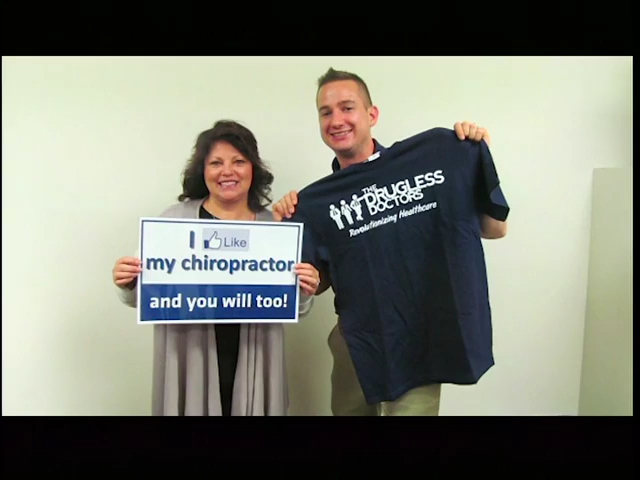 I Like
my chiropractor
and you will too!
THE
DRUGLESS
DOCTORS
Revolutionizing Healthcare